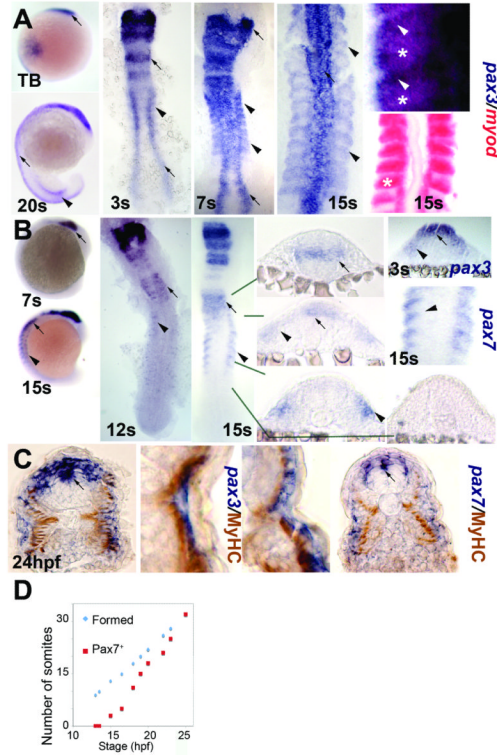 A
TB
20s
3s
7s
15s
15s
pax3/myod
*
*
*
B
7s
15s
12s
15s
3s
pax3
15s
pax7
C
24hpf
pax3/MyHC
pax7/MyHC
D
Number of somites
30
15
0
Formed
Pax7⁺
10
15
20
25
Stage (hpf)